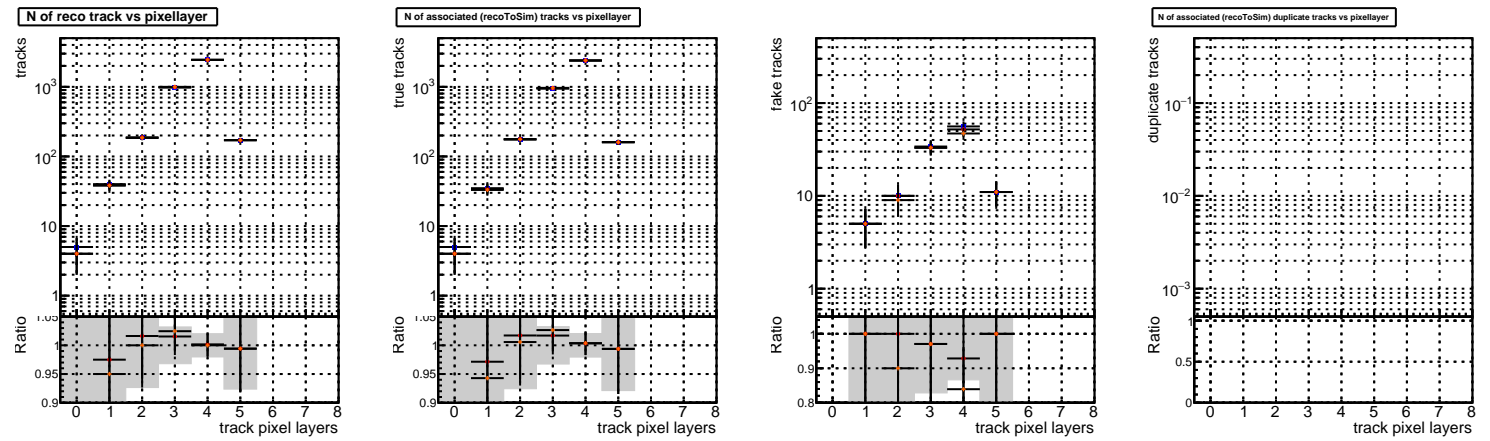 N of reco track vs pixellayer
tracks
10³
10²
10
1
Ratio
1.05
1
0.95
0.9
0 1 2 3 4 5 6 7 8
track pixel layers
N of associated (recoToSim) tracks vs pixellayer
true tracks
10³
10²
10
1
Ratio
1.05
1
0.95
0.9
0 1 2 3 4 5 6 7 8
track pixel layers
fake tracks
10²
10
1
Ratio
1
0.9
0.8
0 1 2 3 4 5 6 7 8
track pixel layers
N of associated (recoToSim) duplicate tracks vs pixellayer
duplicate tracks
10⁻¹
10⁻²
10⁻³
Ratio
1
0.5
0
0 1 2 3 4 5 6 7 8
track pixel layers